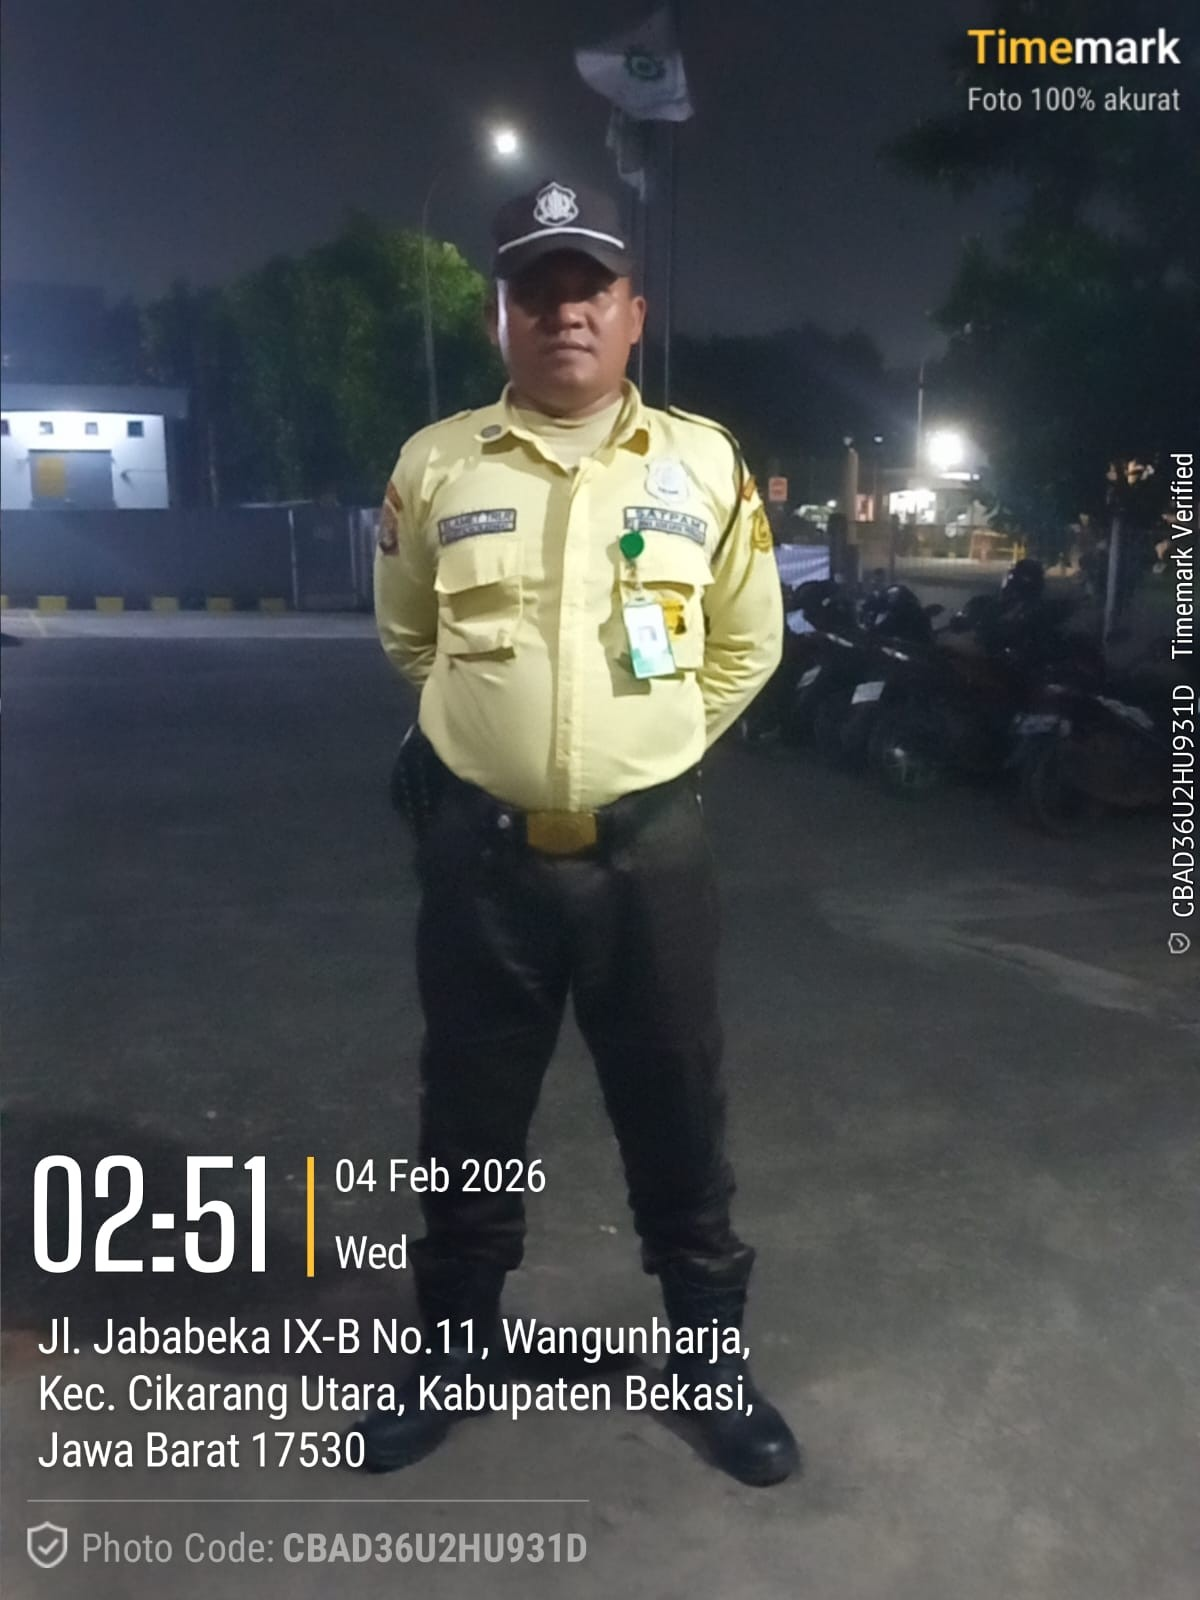 Timemark
Foto 100% akurat
SATPAM
02:51
04 Feb 2026
Wed
Jl. Jababeka IX-B No.11, Wangunharja,
Kec. Cikarang Utara, Kabupaten Bekasi,
Jawa Barat 17530
Photo Code: CBAD36U2HU931D
CBAD36U2HU931D Timemark Verified